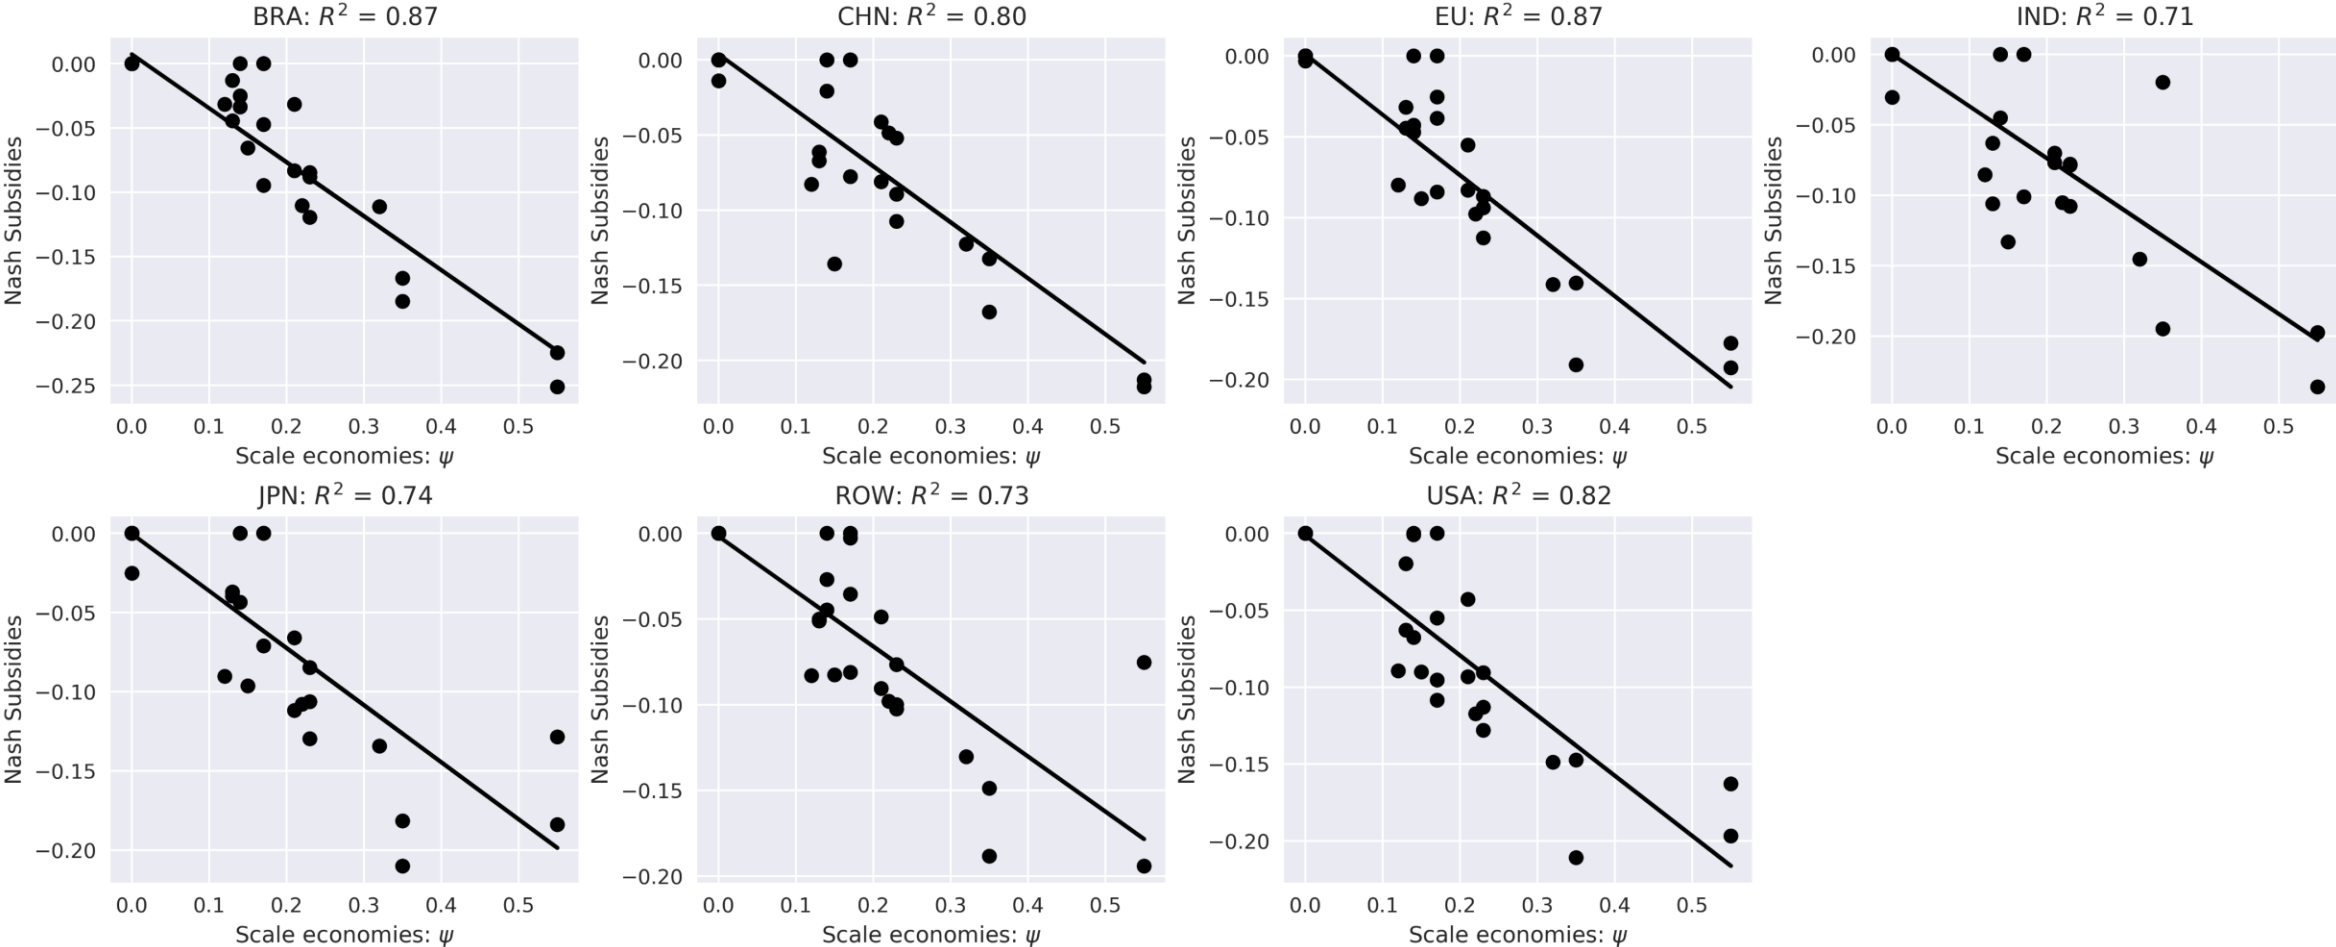 BRA: R² = 0.87
CHN: R² = 0.80
EU: R² = 0.87
IND: R² = 0.71
Nash Subsidies
0.00
−0.05
−0.10
−0.15
−0.20
−0.25
0.0 0.1 0.2 0.3 0.4 0.5
Scale economies: ψ
Nash Subsidies
0.00
−0.05
−0.10
−0.15
−0.20
0.0 0.1 0.2 0.3 0.4 0.5
Scale economies: ψ
Nash Subsidies
0.00
−0.05
−0.10
−0.15
−0.20
0.0 0.1 0.2 0.3 0.4 0.5
Scale economies: ψ
Nash Subsidies
0.00
−0.05
−0.10
−0.15
−0.20
0.0 0.1 0.2 0.3 0.4 0.5
Scale economies: ψ
JPN: R² = 0.74
ROW: R² = 0.73
USA: R² = 0.82
Nash Subsidies
0.00
−0.05
−0.10
−0.15
−0.20
0.0 0.1 0.2 0.3 0.4 0.5
Scale economies: ψ
Nash Subsidies
0.00
−0.05
−0.10
−0.15
−0.20
0.0 0.1 0.2 0.3 0.4 0.5
Scale economies: ψ
Nash Subsidies
0.00
−0.05
−0.10
−0.15
−0.20
0.0 0.1 0.2 0.3 0.4 0.5
Scale economies: ψ